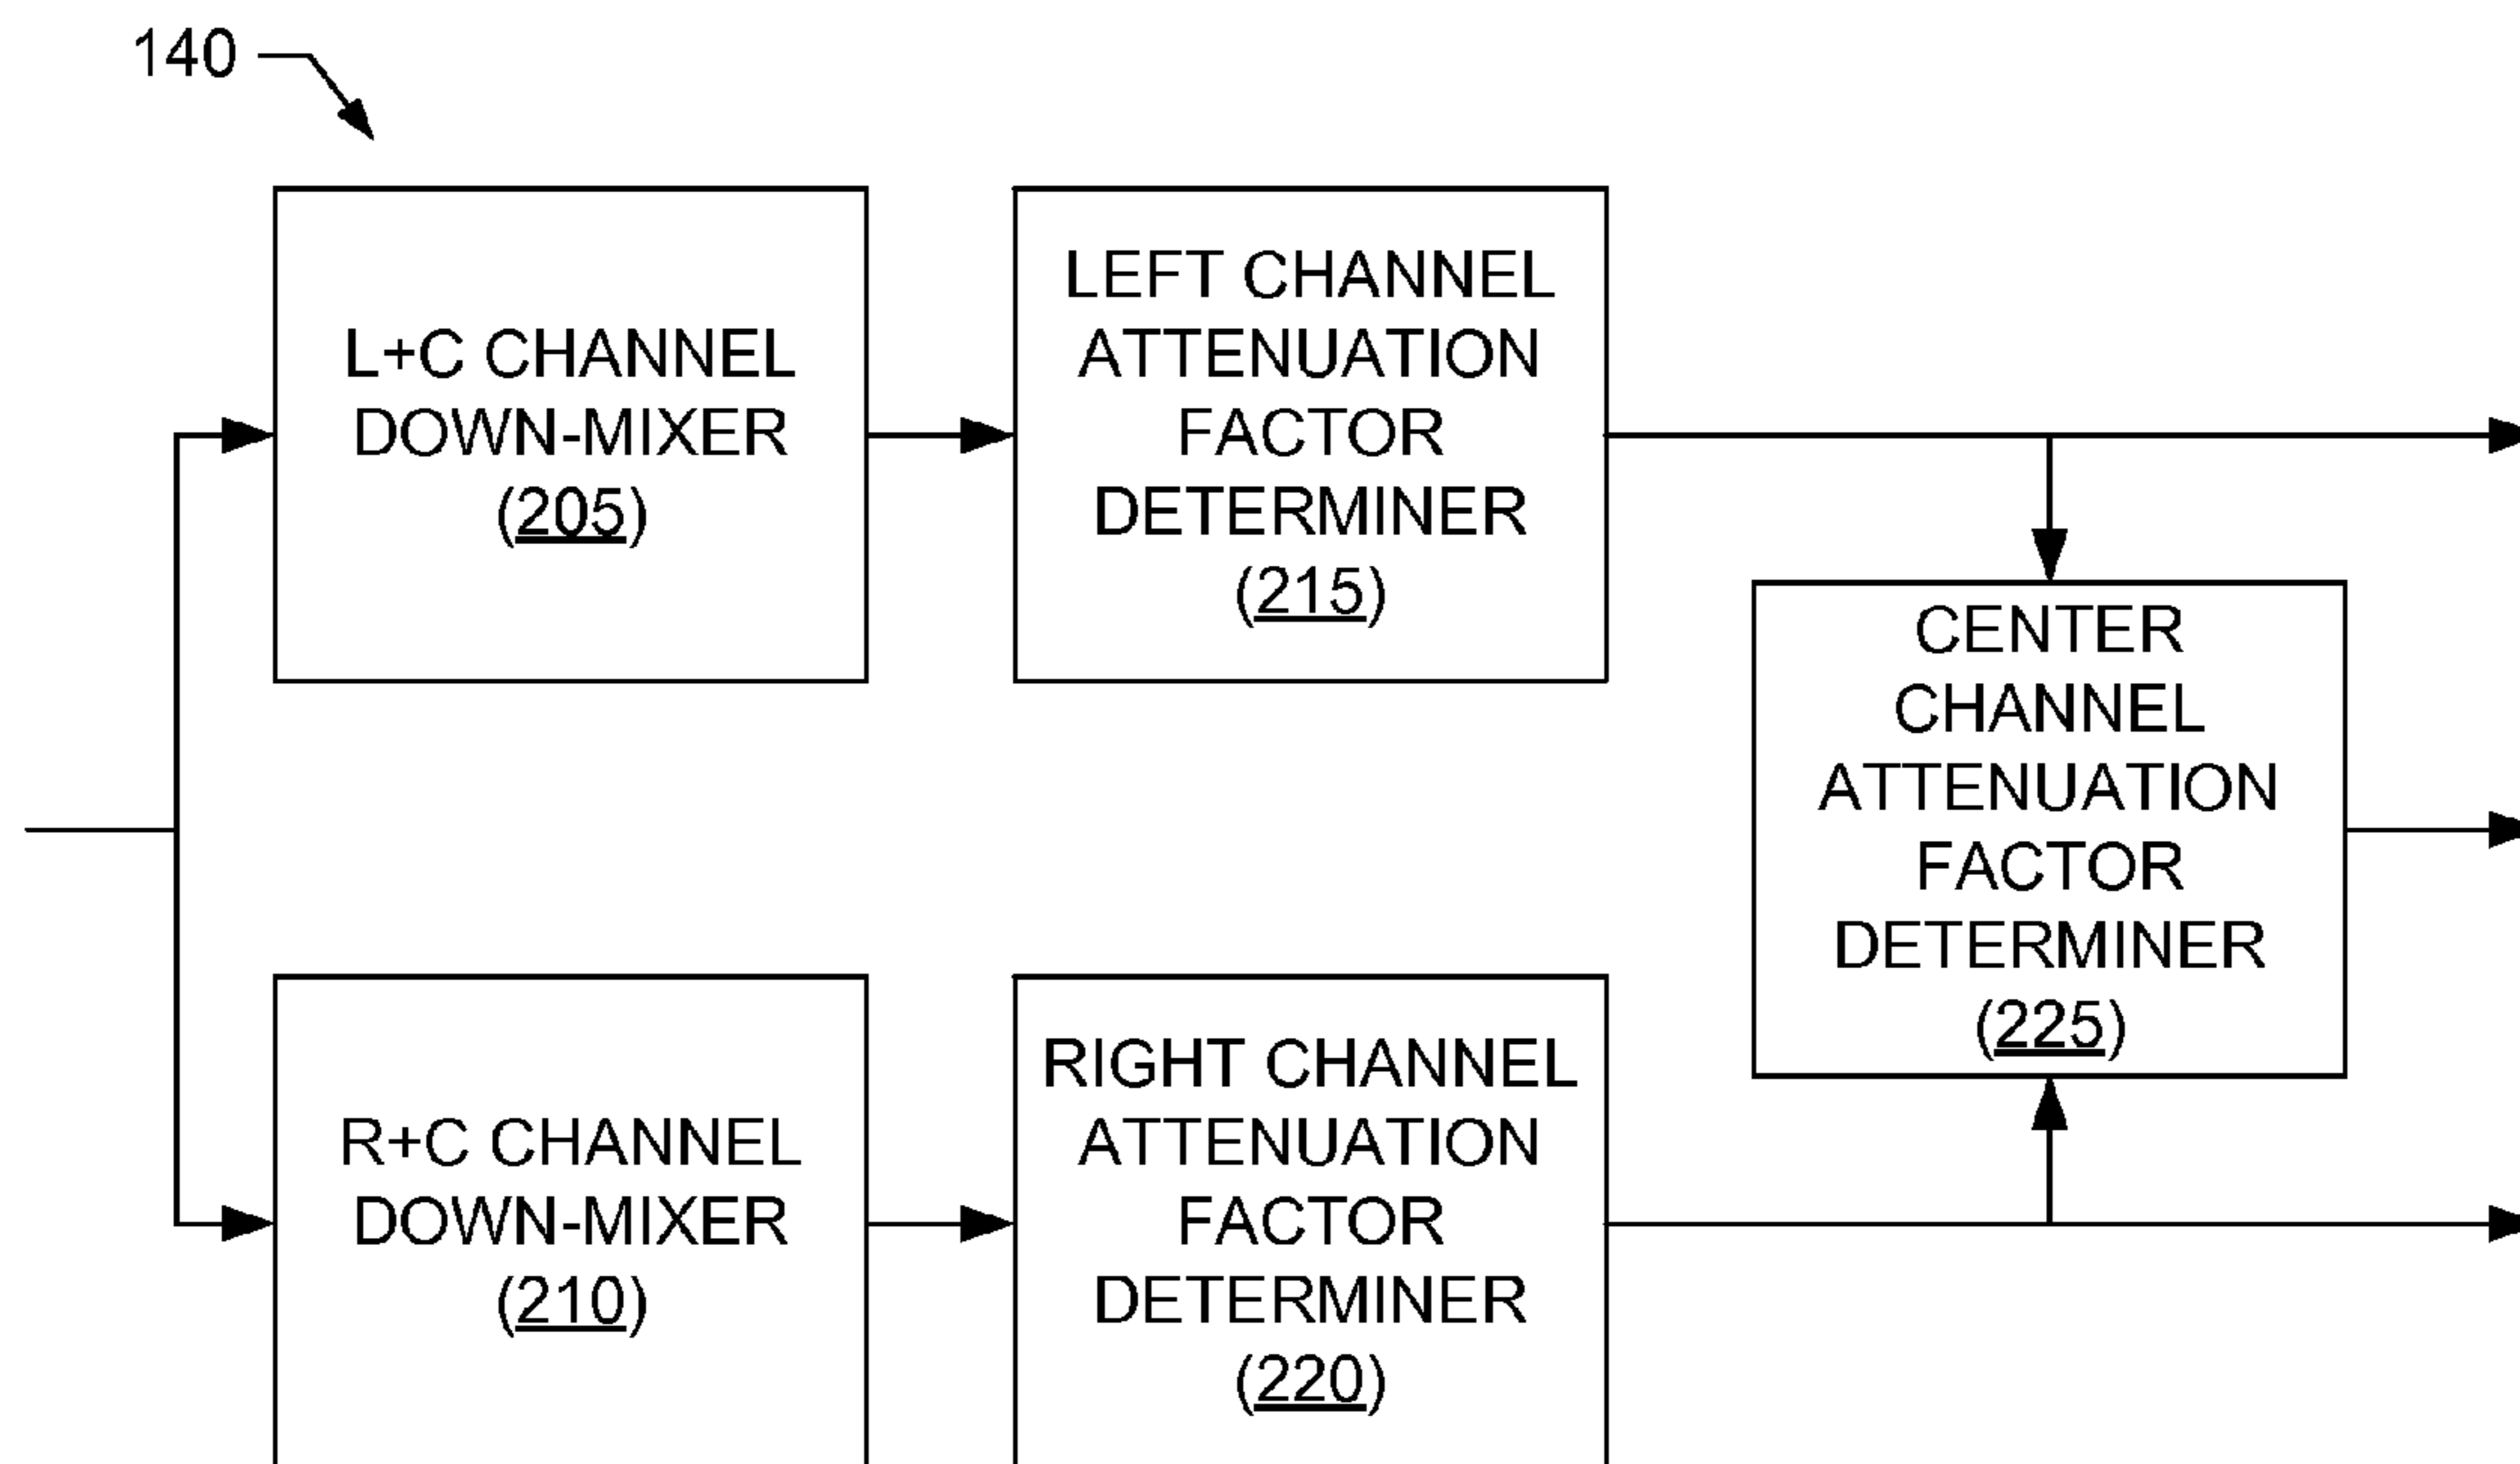 140
L+C CHANNEL
DOWN-MIXER
(205)
LEFT CHANNEL
ATTENUATION
FACTOR
DETERMINER
(215)
CENTER
CHANNEL
ATTENUATION
FACTOR
DETERMINER
(225)
R+C CHANNEL
DOWN-MIXER
(210)
RIGHT CHANNEL
ATTENUATION
FACTOR
DETERMINER
(220)